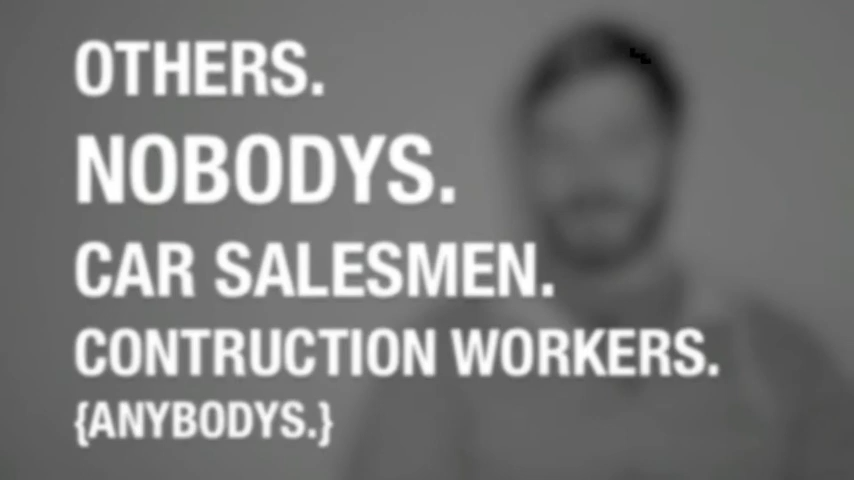 OTHERS.
NOBODYS.
CAR SALESMEN.
CONTRUCTION WORKERS.
{ANYBODYS.}